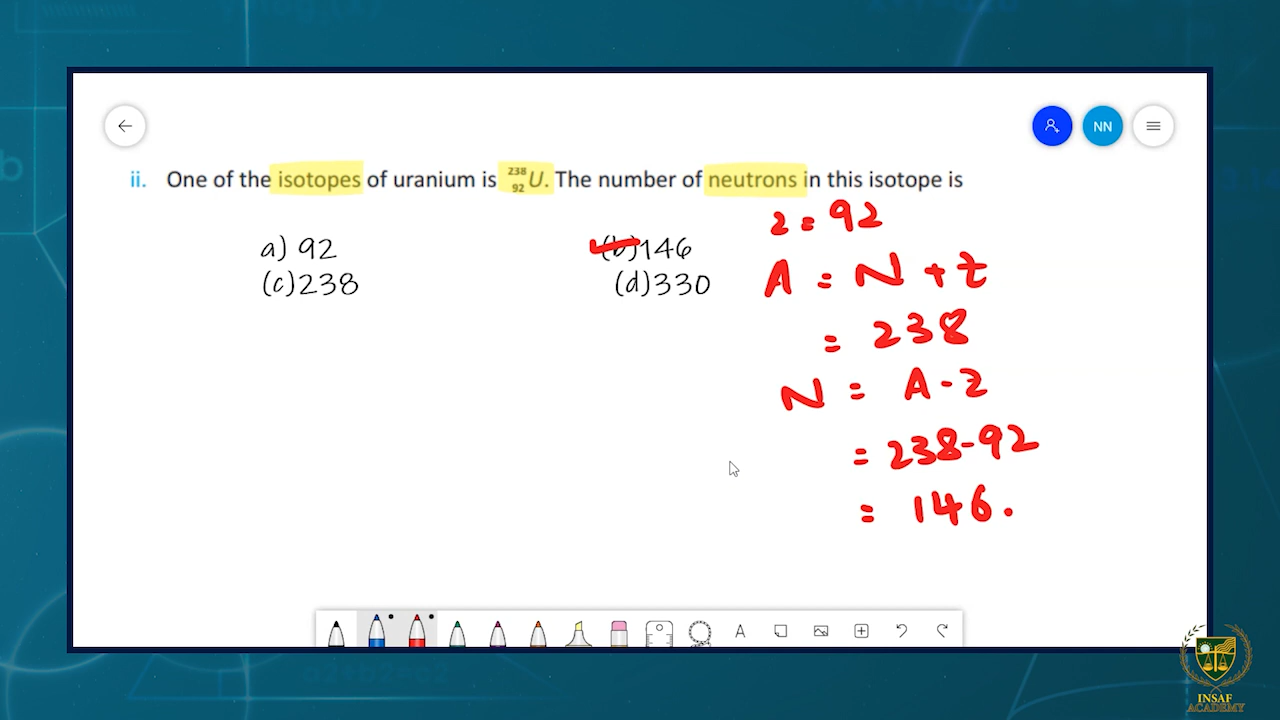 NN
ii. One of the isotopes of uranium is ²³⁸₉₂U. The number of neutrons in this isotope is
z = 92
a) 92 (b) 146
A = N + Z
(c) 238 (d) 330
= 238
N = A - Z
= 238 - 92
= 146.
A
INSAF
ACADEMY